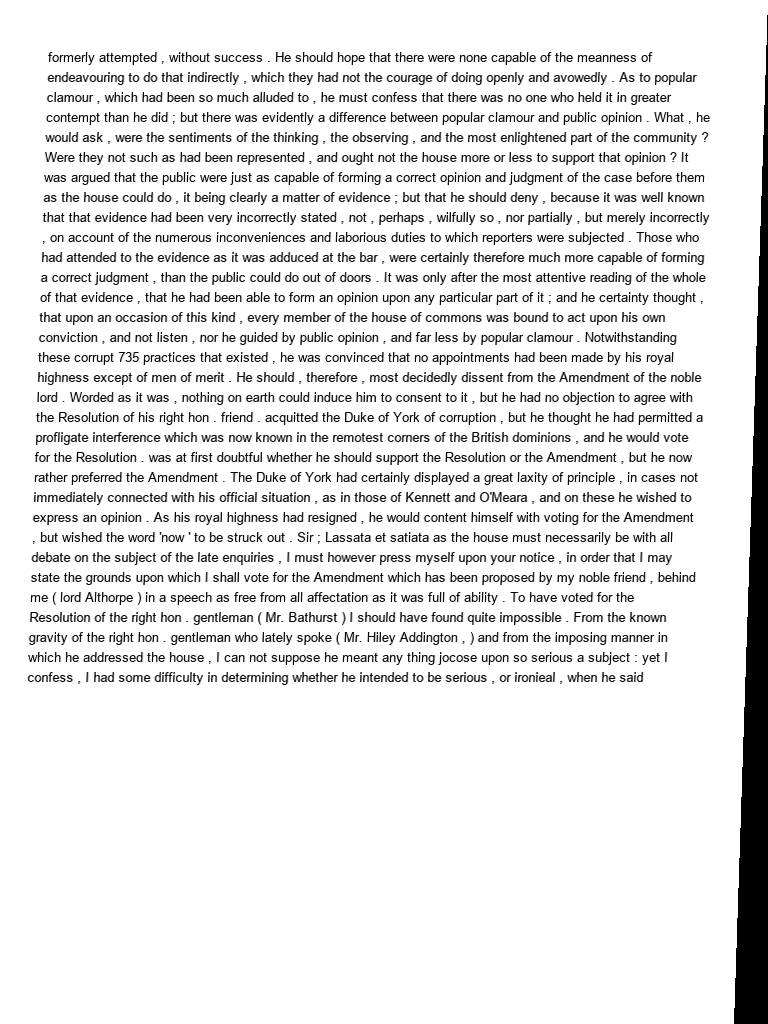 formerly attempted , without success . He should hope that there were none capable of the meanness of
endeavouring to do that indirectly , which they had not the courage of doing openly and avowedly . As to popular
clamour , which had been so much alluded to , he must confess that there was no one who held it in greater
contempt than he did ; but there was evidently a difference between popular clamour and public opinion . What , he
would ask , were the sentiments of the thinking , the observing , and the most enlightened part of the community ?
Were they not such as had been represented , and ought not the house more or less to support that opinion ? It
was argued that the public were just as capable of forming a correct opinion and judgment of the case before them
as the house could do , it being clearly a matter of evidence ; but that he should deny , because it was well known
that that evidence had been very incorrectly stated , not , perhaps , wilfully so , nor partially , but merely incorrectly
, on account of the numerous inconveniences and laborious duties to which reporters were subjected . Those who
had attended to the evidence as it was adduced at the bar , were certainly therefore much more capable of forming
a correct judgment , than the public could do out of doors . It was only after the most attentive reading of the whole
of that evidence , that he had been able to form an opinion upon any particular part of it ; and he certainty thought ,
that upon an occasion of this kind , every member of the house of commons was bound to act upon his own
conviction , and not listen , nor he guided by public opinion , and far less by popular clamour . Notwithstanding
these corrupt 735 practices that existed , he was convinced that no appointments had been made by his royal
highness except of men of merit . He should , therefore , most decidedly dissent from the Amendment of the noble
lord . Worded as it was , nothing on earth could induce him to consent to it , but he had no objection to agree with
the Resolution of his right hon . friend . acquitted the Duke of York of corruption , but he thought he had permitted a
profligate interference which was now known in the remotest corners of the British dominions , and he would vote
for the Resolution . was at first doubtful whether he should support the Resolution or the Amendment , but he now
rather preferred the Amendment . The Duke of York had certainly displayed a great laxity of principle , in cases not
immediately connected with his official situation , as in those of Kennett and O'Meara , and on these he wished to
express an opinion . As his royal highness had resigned , he would content himself with voting for the Amendment
, but wished the word 'now ' to be struck out . Sir ; Lassata et satiata as the house must necessarily be with all
debate on the subject of the late enquiries , I must however press myself upon your notice , in order that I may
state the grounds upon which I shall vote for the Amendment which has been proposed by my noble friend , behind
me ( lord Althorpe ) in a speech as free from all affectation as it was full of ability . To have voted for the
Resolution of the right hon . gentleman ( Mr. Bathurst ) I should have found quite impossible . From the known
gravity of the right hon . gentleman who lately spoke ( Mr. Hiley Addington , ) and from the imposing manner in
which he addressed the house , I can not suppose he meant any thing jocose upon so serious a subject : yet I
confess , I had some difficulty in determining whether he intended to be serious , or ironieal , when he said